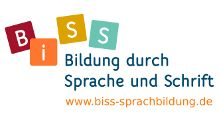 BiSS
Bildung durch
Sprache und Schrift
www.biss-sprachbildung.de